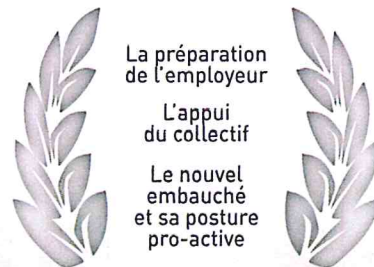 La préparation
de l'employeur
L'appui
du collectif
Le nouvel
embauché
et sa posture
pro-active